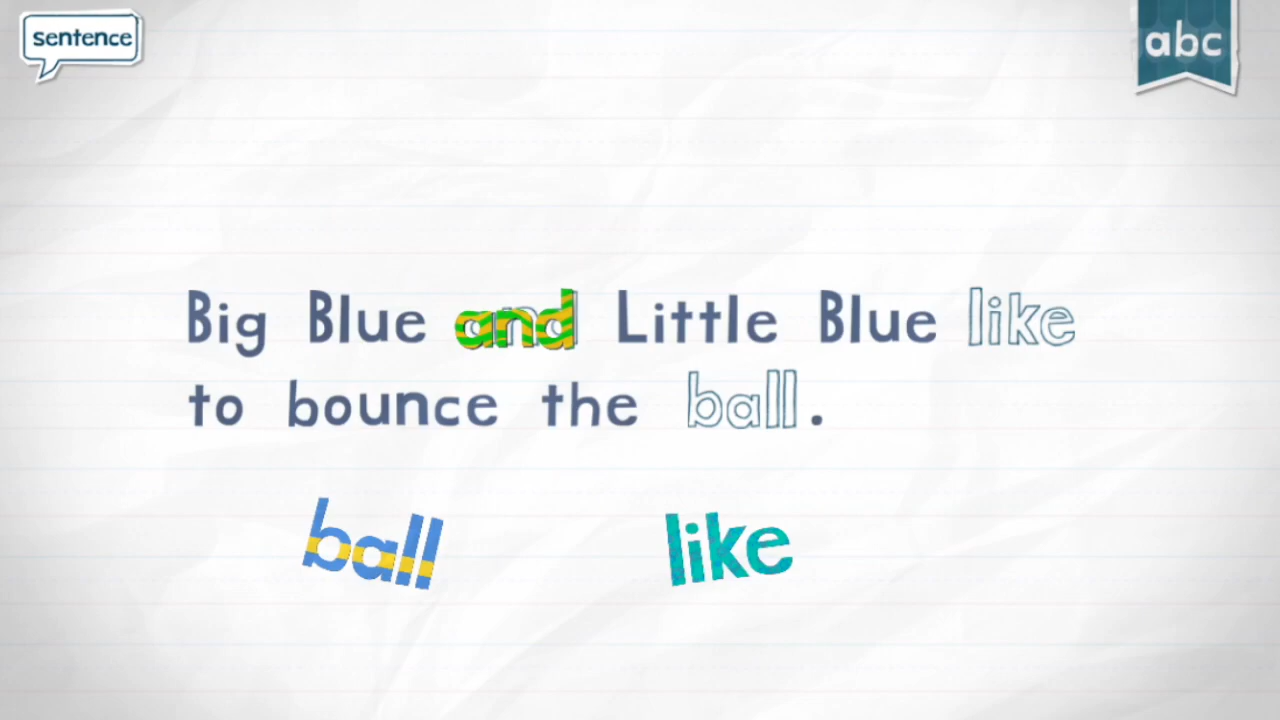 sentence
abc
Big Blue and Little Blue like
to bounce the ball.
ball like